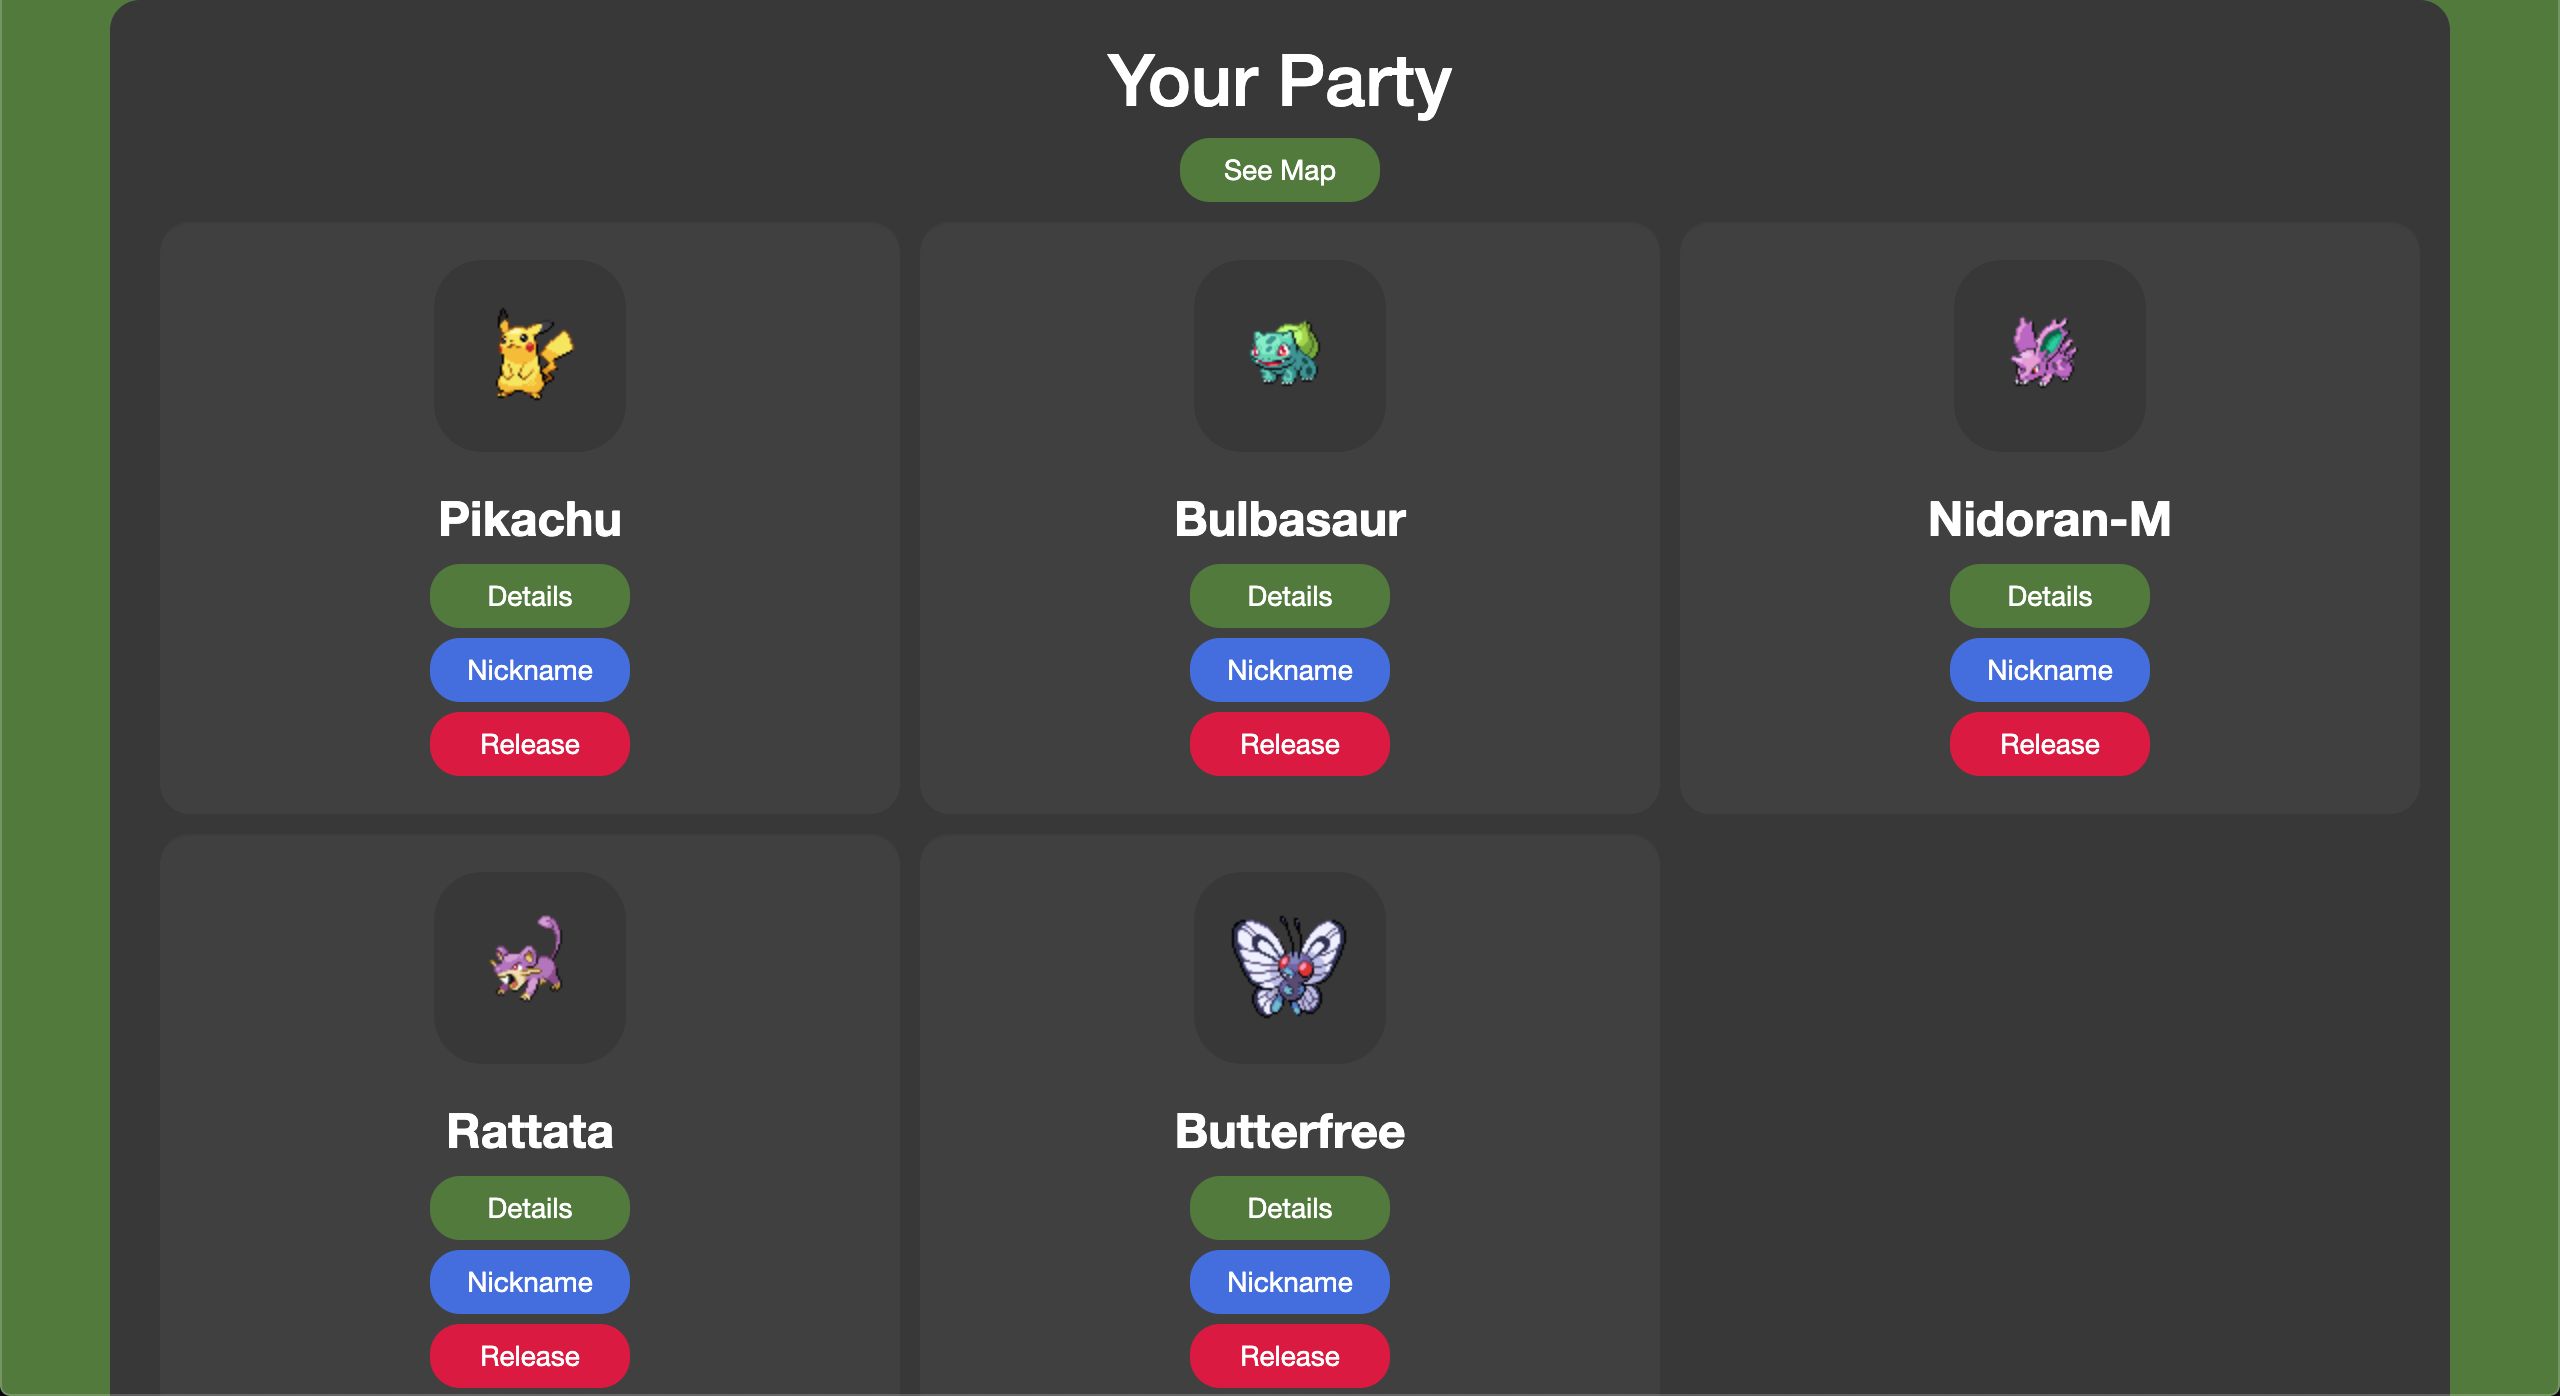 Your Party
See Map
Pikachu
Details
Nickname
Release
Bulbasaur
Details
Nickname
Release
Nidoran-M
Details
Nickname
Release
Rattata
Details
Nickname
Release
Butterfree
Details
Nickname
Release